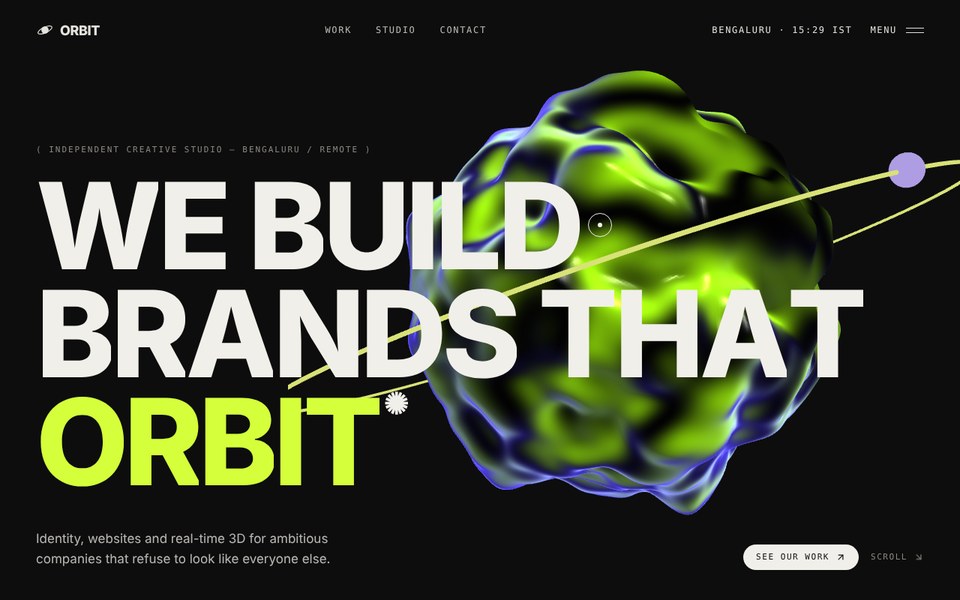 ORBIT
WORK STUDIO CONTACT
BENGALURU · 15:29 IST MENU
( INDEPENDENT CREATIVE STUDIO — BENGALURU / REMOTE )
WE BUILD
BRANDS THAT
ORBIT
Identity, websites and real-time 3D for ambitious
companies that refuse to look like everyone else.
SEE OUR WORK ↗ SCROLL ↘